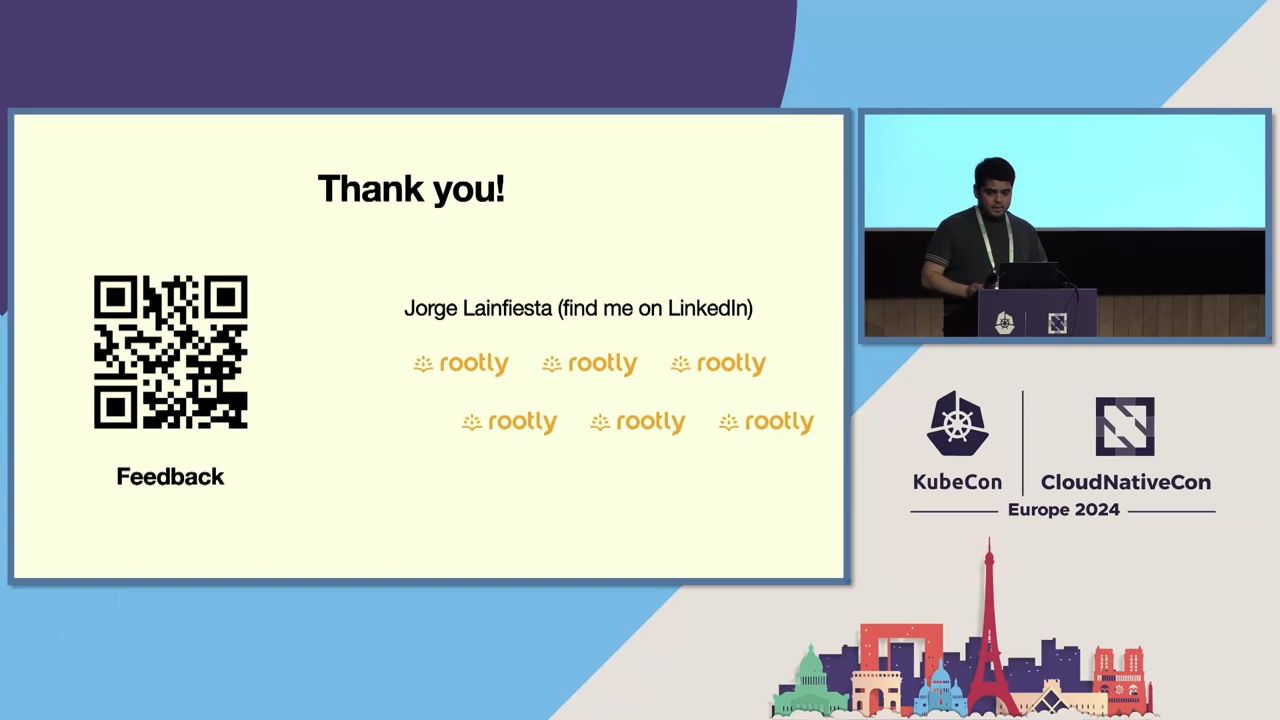 Thank you!
Jorge Lainfiesta (find me on LinkedIn)
rootly rootly rootly
rootly rootly rootly
Feedback
KubeCon
CloudNativeCon
Europe 2024